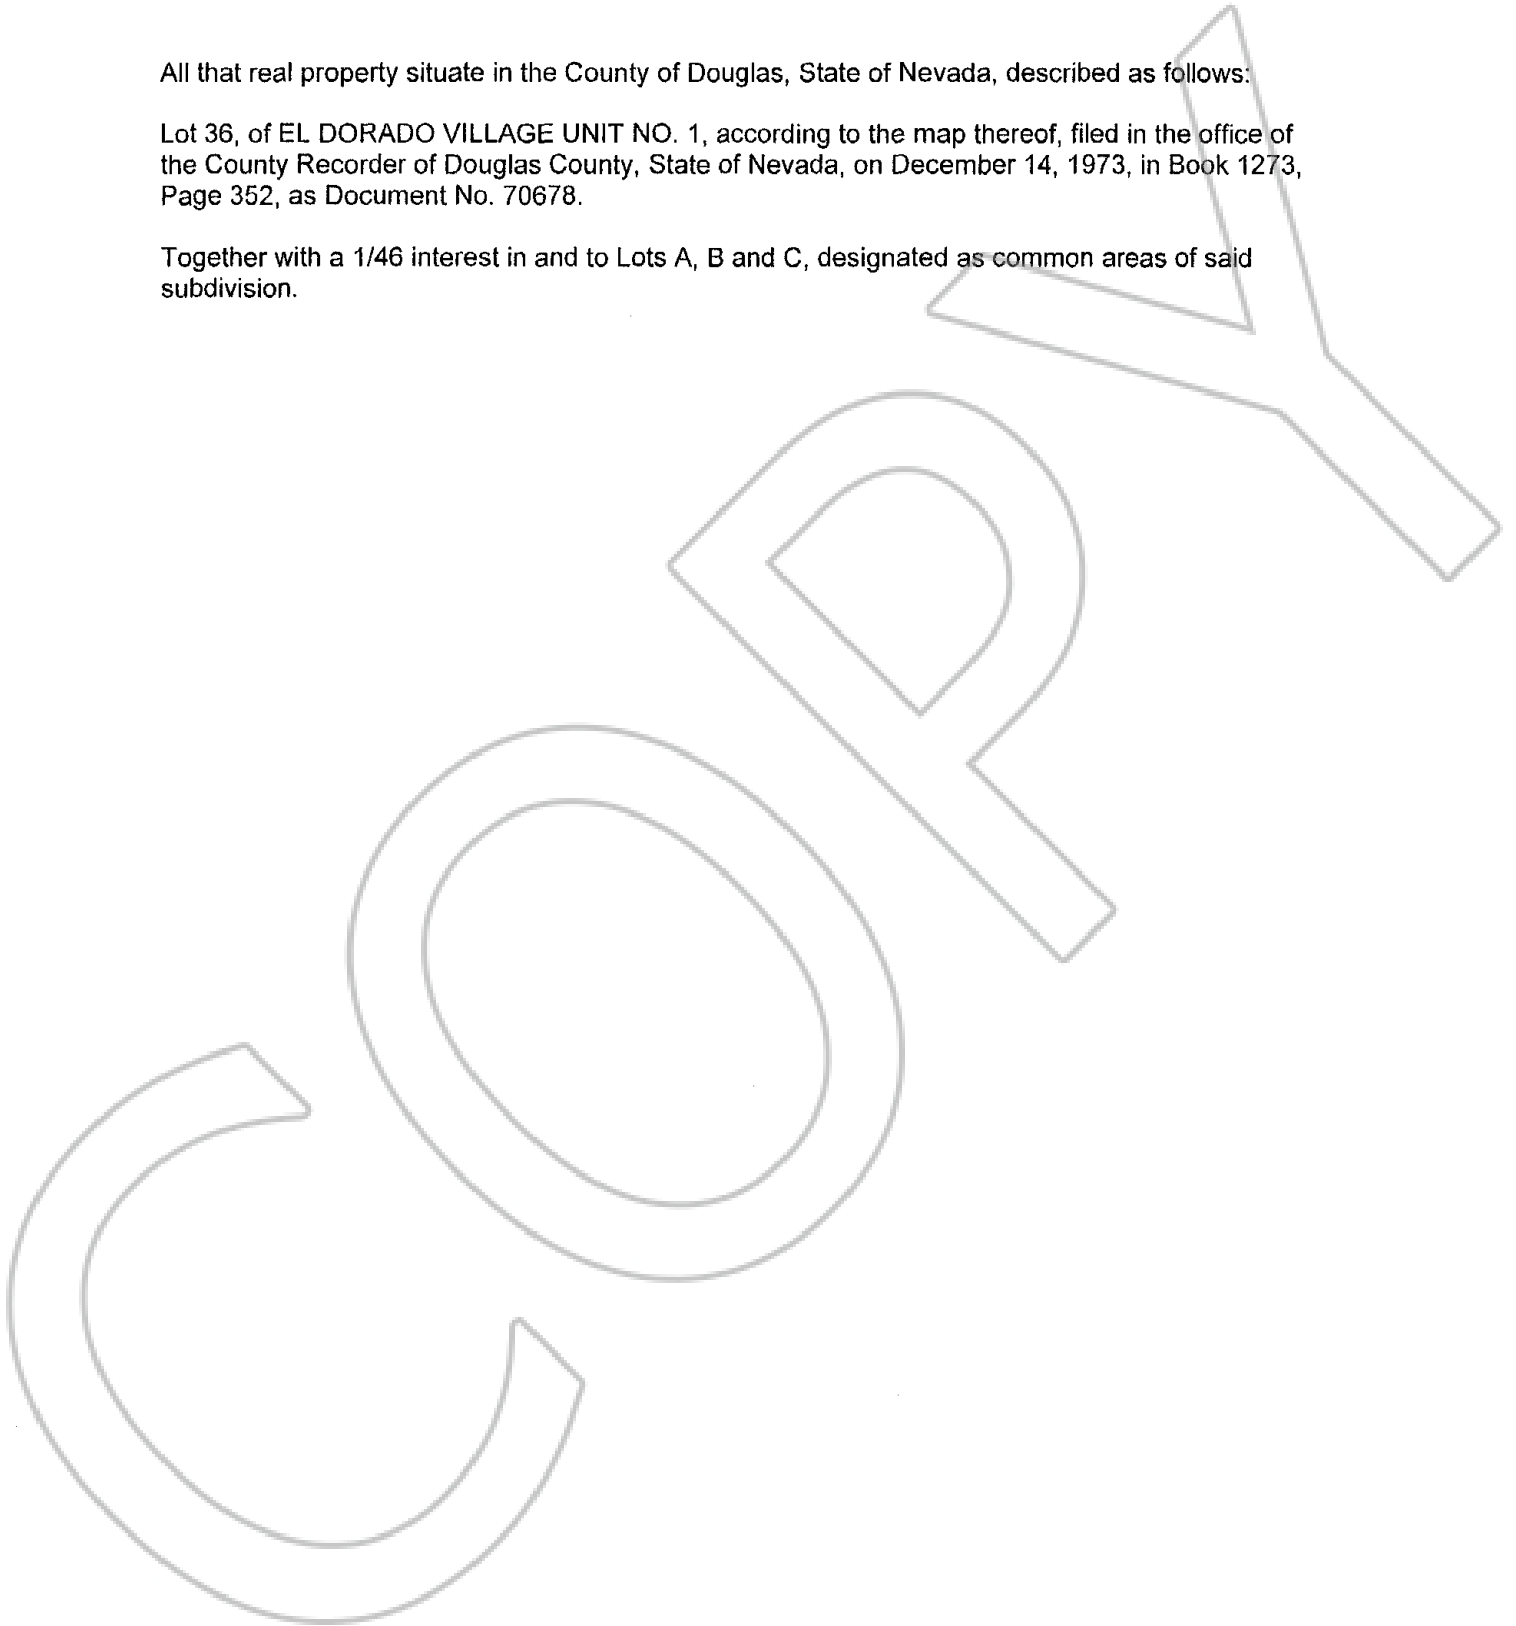 All that real property situate in the County of Douglas, State of Nevada, described as follows:
Lot 36, of EL DORADO VILLAGE UNIT NO. 1, according to the map thereof, filed in the office of
the County Recorder of Douglas County, State of Nevada, on December 14, 1973, in Book 1273,
Page 352, as Document No. 70678.
Together with a 1/46 interest in and to Lots A, B and C, designated as common areas of said
subdivision.
COPY